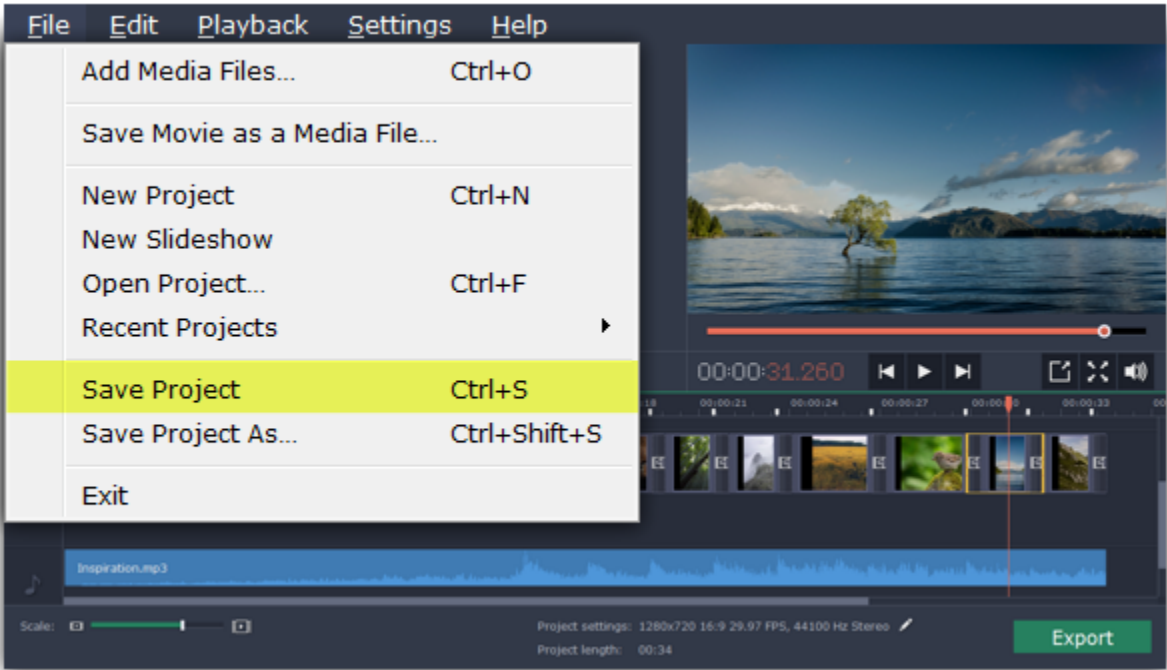 File Edit Playback Settings Help
Add Media Files... Ctrl+O
Save Movie as a Media File...
New Project Ctrl+N
New Slideshow
Open Project... Ctrl+F
Recent Projects
Save Project Ctrl+S
Save Project As... Ctrl+Shift+S
Exit
00:00:31.260
00:00:21 00:00:24 00:00:27 00:00:33
Inspiration.mp3
Scale:
Project settings: 1280x720 16:9 29.97 FPS, 44100 Hz Stereo
Project length: 00:34
Export